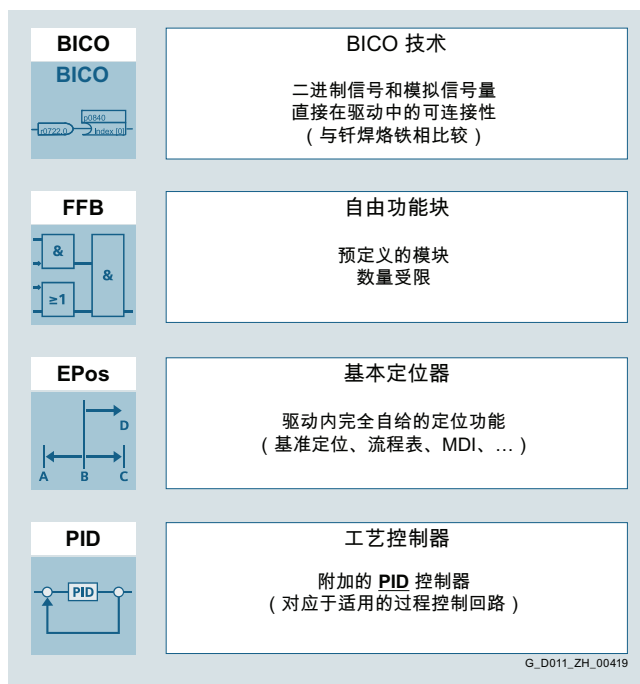 BICO
BICO
p0840
r0722.0
Index [0]
BICO 技术
二进制信号和模拟信号量
直接在驱动中的可连接性
（与钎焊烙铁相比较）
FFB
&
&
≥1
自由功能块
预定义的模块
数量受限
EPos
D
A B C
基本定位器
驱动内完全自给的定位功能
（基准定位、流程表、MDI、…）
PID
PID
工艺控制器
附加的 PID 控制器
（对应于适用的过程控制回路）
G_D011_ZH_00419